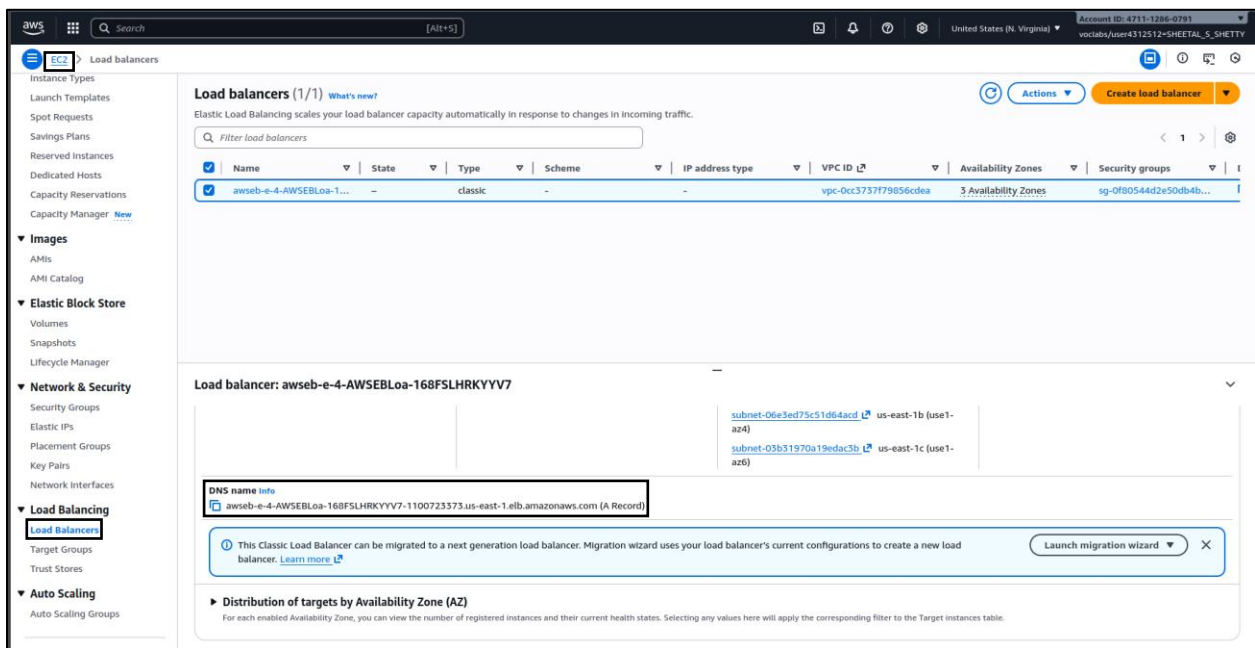 aws
Search [Alt+S]
United States (N. Virginia)
Account ID: 4711-1286-0791
voclabs/user4312512=SHEETAL_S_SHETTY
EC2 > Load balancers
Instance Types
Launch Templates
Spot Requests
Savings Plans
Reserved Instances
Dedicated Hosts
Capacity Reservations
Capacity Manager New
Images
AMIs
AMI Catalog
Elastic Block Store
Volumes
Snapshots
Lifecycle Manager
Network & Security
Security Groups
Elastic IPs
Placement Groups
Key Pairs
Network Interfaces
Load Balancing
Load Balancers
Target Groups
Trust Stores
Auto Scaling
Auto Scaling Groups
Load balancers (1/1) What's new?
Actions
Create load balancer
Elastic Load Balancing scales your load balancer capacity automatically in response to changes in incoming traffic.
Filter load balancers
1
Name State Type Scheme IP address type VPC ID Availability Zones Security groups
awseb-e-4-AWSEBLoa-1... – classic - - vpc-0cc3737f79856cdea 3 Availability Zones sg-0f80544d2e50db4b...
Load balancer: awseb-e-4-AWSEBLoa-168FSLHRKYYV7
subnet-06e3ed75c51d64acd us-east-1b (use1-
az4)
subnet-03b31970a19edac3b us-east-1c (use1-
az6)
DNS name Info
awseb-e-4-AWSEBLoa-168FSLHRKYYV7-1100723373.us-east-1.elb.amazonaws.com (A Record)
This Classic Load Balancer can be migrated to a next generation load balancer. Migration wizard uses your load balancer's current configurations to create a new load
balancer. Learn more
Launch migration wizard
Distribution of targets by Availability Zone (AZ)
For each enabled Availability Zone, you can view the number of registered instances and their current health states. Selecting any values here will apply the corresponding filter to the Target instances table.